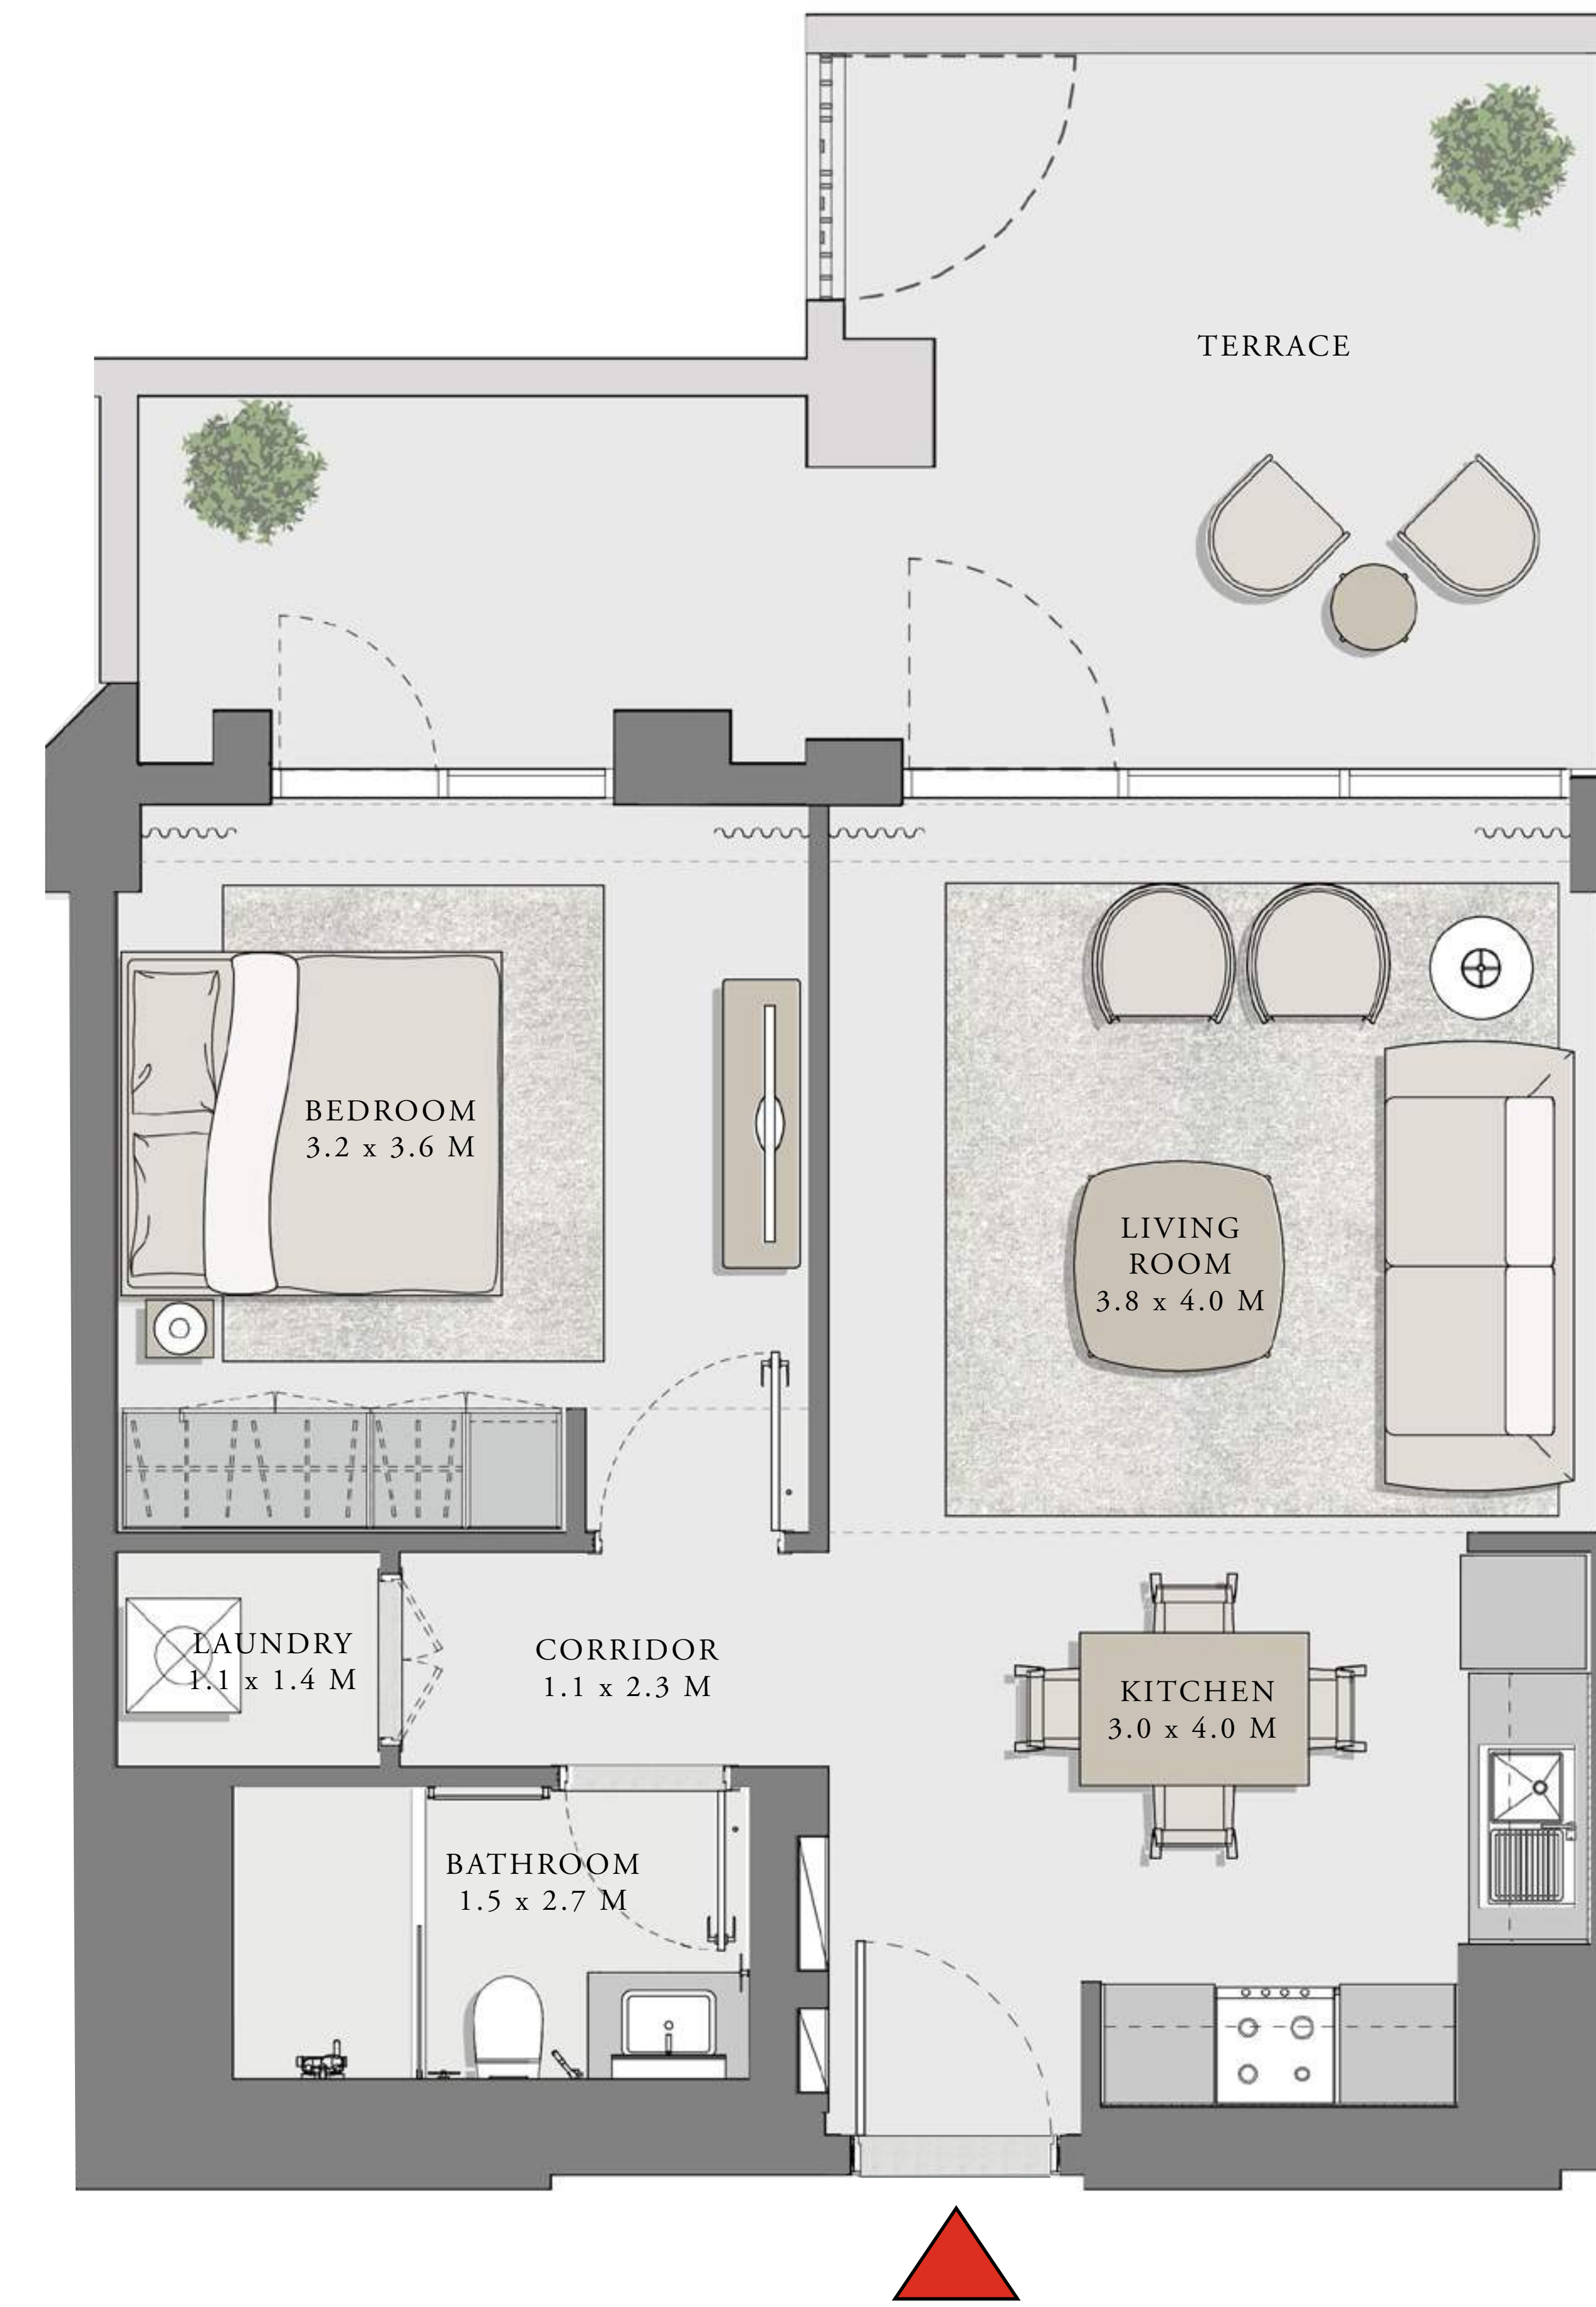 TERRACE
BEDROOM
3.2 x 3.6 M
LIVING
ROOM
3.8 x 4.0 M
LAUNDRY
1.1 x 1.4 M
CORRIDOR
1.1 x 2.3 M
KITCHEN
3.0 x 4.0 M
BATHROOM
1.5 x 2.7 M